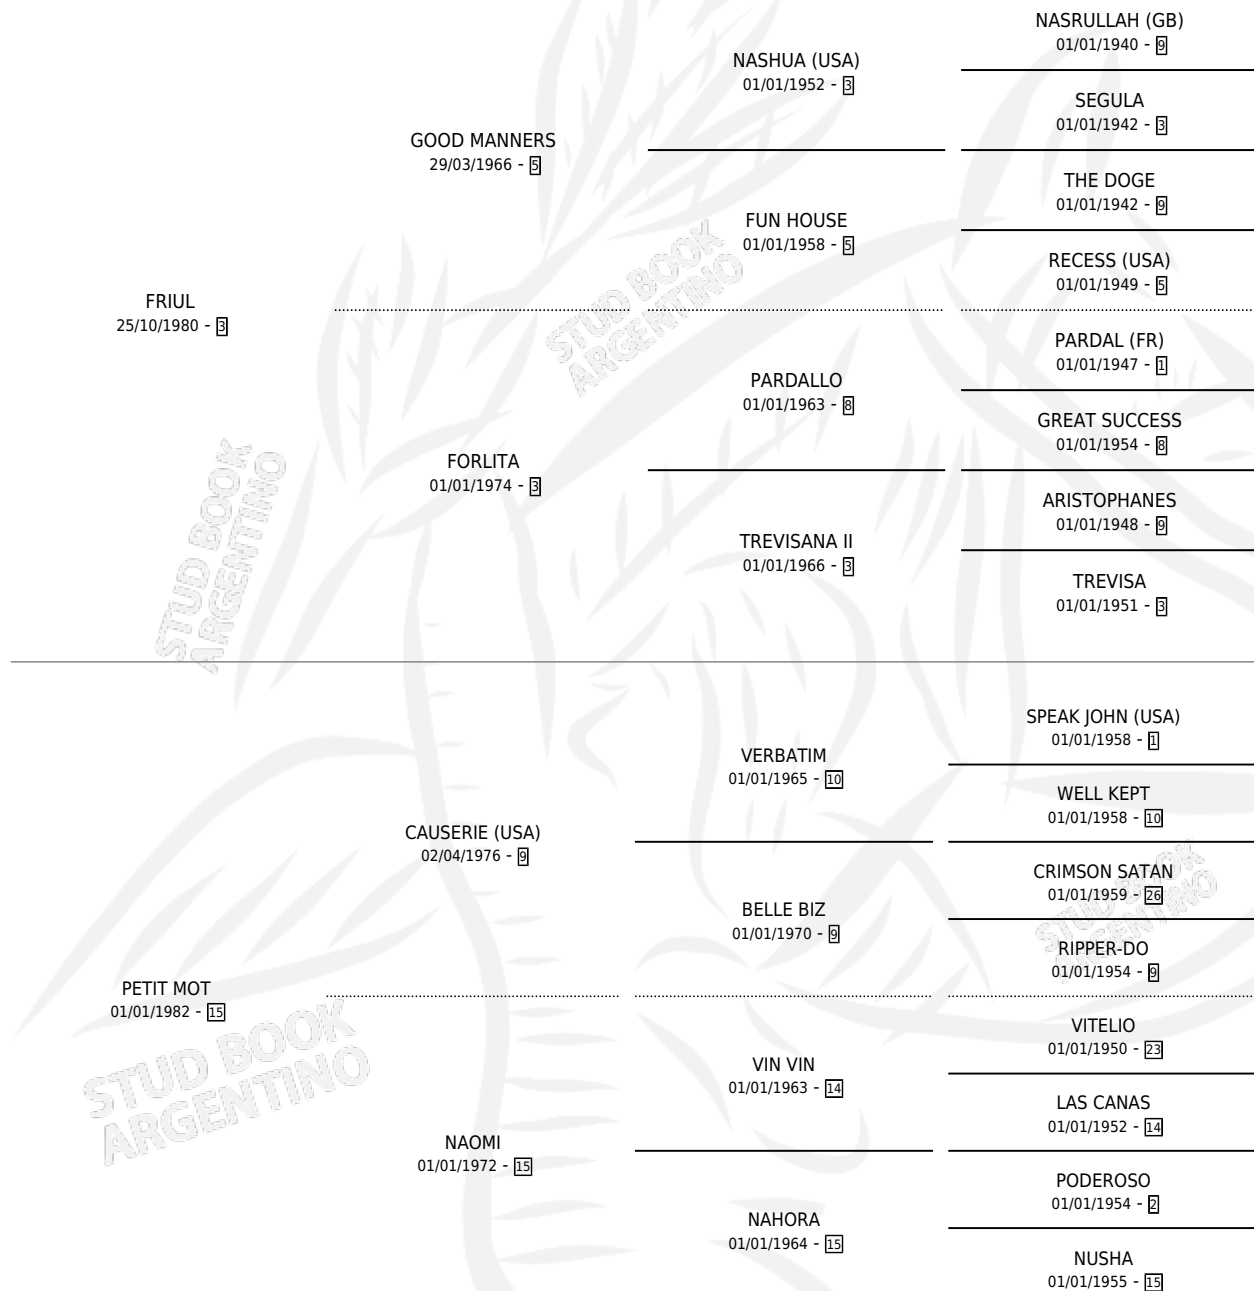 NASRULLAH (GB)
01/01/1940 - 9
NASHUA (USA)
01/01/1952 - 3
SEGULA
01/01/1942 - 3
GOOD MANNERS
29/03/1966 - 5
THE DOGE
01/01/1942 - 9
FUN HOUSE
01/01/1958 - 5
RECESS (USA)
01/01/1949 - 5
FRIUL
25/10/1980 - 3
PARDAL (FR)
01/01/1947 - 1
PARDALLO
01/01/1963 - 8
GREAT SUCCESS
01/01/1954 - 8
FORLITA
01/01/1974 - 3
ARISTOPHANES
01/01/1948 - 9
TREVISANA II
01/01/1966 - 3
TREVISA
01/01/1951 - 3
SPEAK JOHN (USA)
01/01/1958 - 1
VERBATIM
01/01/1965 - 10
WELL KEPT
01/01/1958 - 10
CAUSERIE (USA)
02/04/1976 - 9
CRIMSON SATAN
01/01/1959 - 26
BELLE BIZ
01/01/1970 - 9
RIPPER-DO
01/01/1954 - 9
PETIT MOT
01/01/1982 - 15
VITELIO
01/01/1950 - 23
VIN VIN
01/01/1963 - 14
LAS CANAS
01/01/1952 - 14
NAOMI
01/01/1972 - 15
PODEROSO
01/01/1954 - 2
NAHORA
01/01/1964 - 15
NUSHA
01/01/1955 - 15
STUD BOOK
ARGENTINO
STUD BOOK
ARGENTINO
STUD BOOK
ARGENTINO
STUD BOOK
ARGENTINO